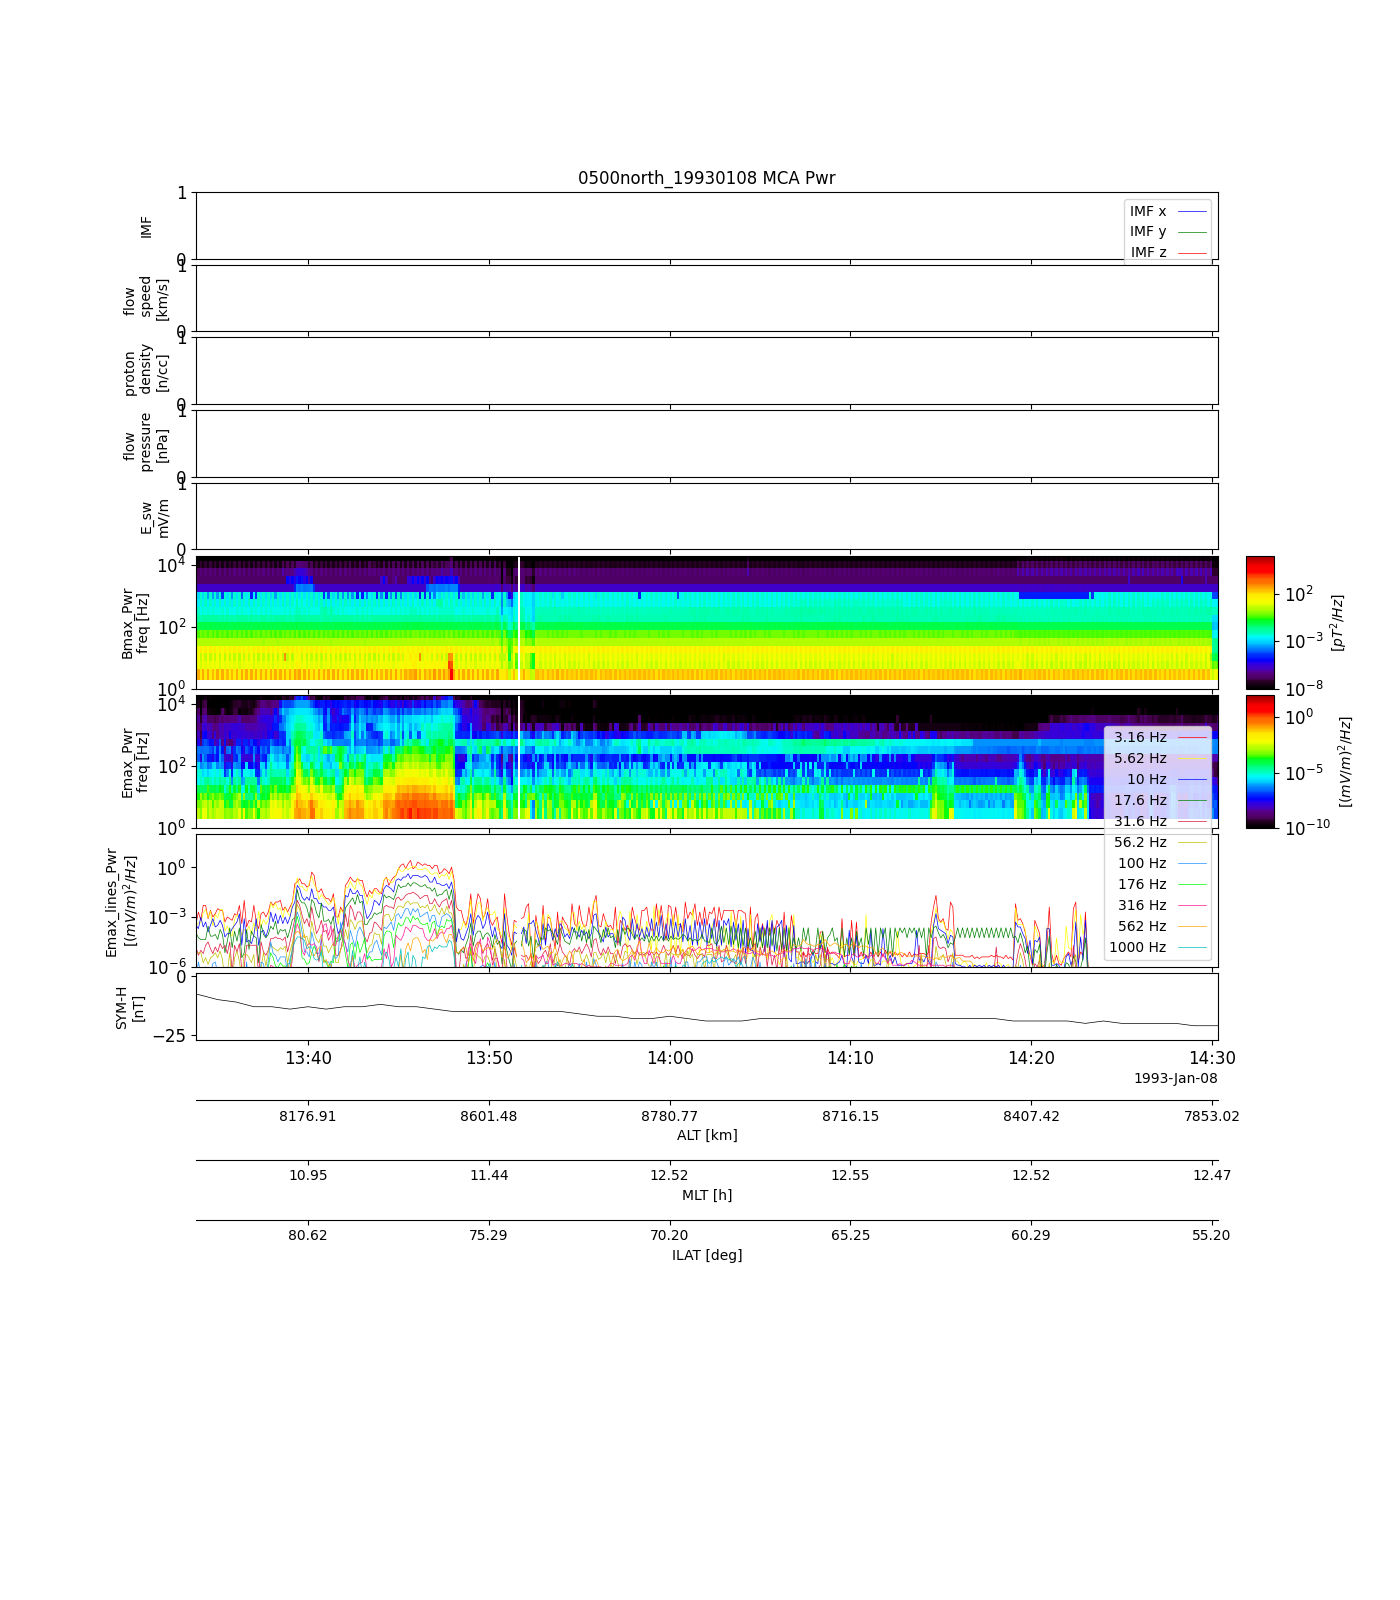 0500north_19930108 MCA Pwr
1
IMF
0
IMF x
IMF y
IMF z
1
flow
speed
[km/s]
0
1
proton
density
[n/cc]
0
1
flow
pressure
[nPa]
0
1
E_sw
mV/m
0
10^4
10^2
10^0
Bmax_Pwr
freq [Hz]
10^2
10^-3
10^-8
[pT^2/Hz]
10^4
10^2
10^0
Emax_Pwr
freq [Hz]
10^0
10^-5
10^-10
[(mV/m)^2/Hz]
3.16 Hz
5.62 Hz
10 Hz
17.6 Hz
31.6 Hz
56.2 Hz
100 Hz
176 Hz
316 Hz
562 Hz
1000 Hz
10^0
10^-3
10^-6
Emax_lines_Pwr
[(mV/m)^2/Hz]
0
−25
SYM-H
[nT]
13:40 13:50 14:00 14:10 14:20 14:30
1993-Jan-08
8176.91 8601.48 8780.77 8716.15 8407.42 7853.02
ALT [km]
10.95 11.44 12.52 12.55 12.52 12.47
MLT [h]
80.62 75.29 70.20 65.25 60.29 55.20
ILAT [deg]